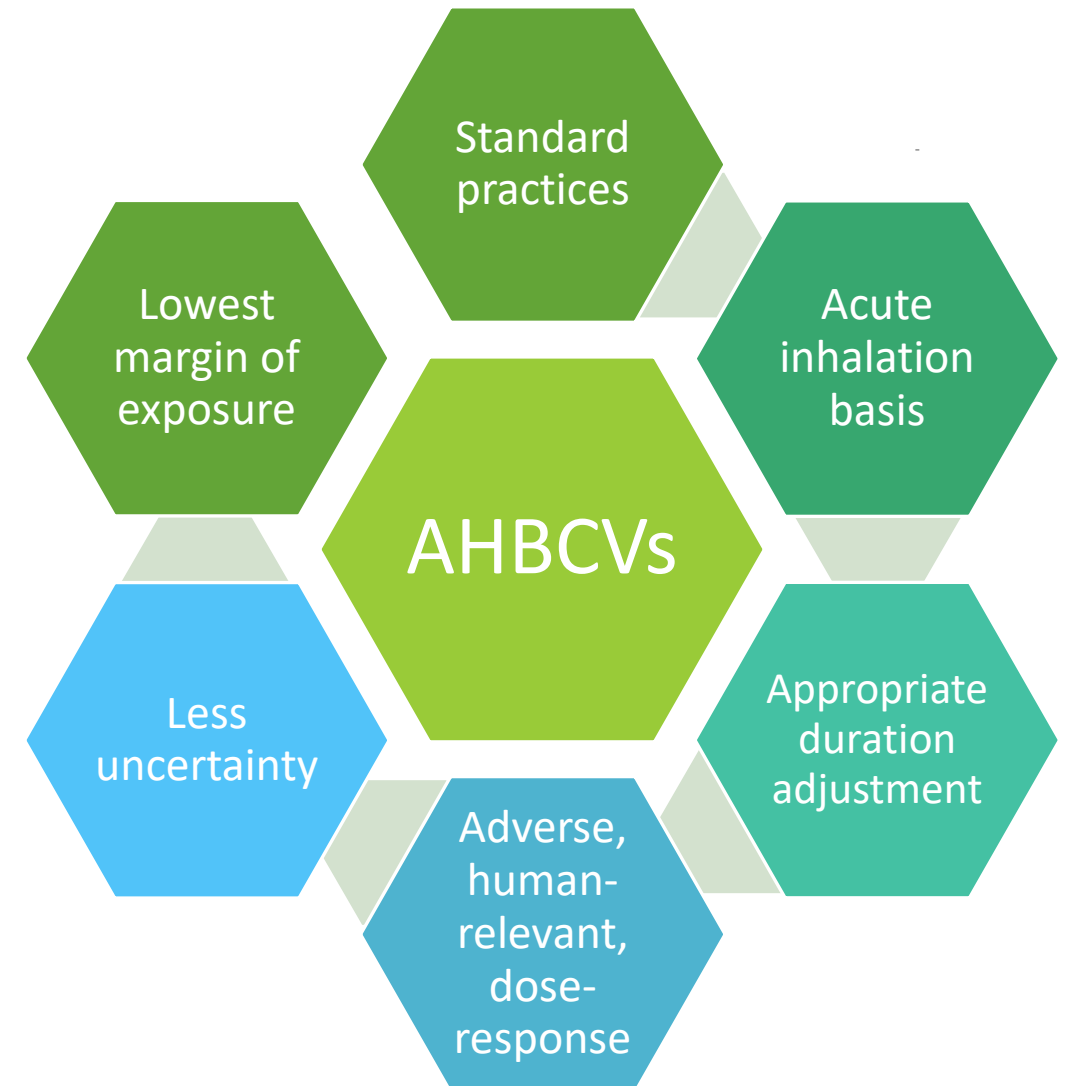 Standard
practices
Acute
inhalation
basis
Appropriate
duration
adjustment
Adverse,
human-
relevant,
dose-
response
Less
uncertainty
Lowest
margin of
exposure
AHBCVs